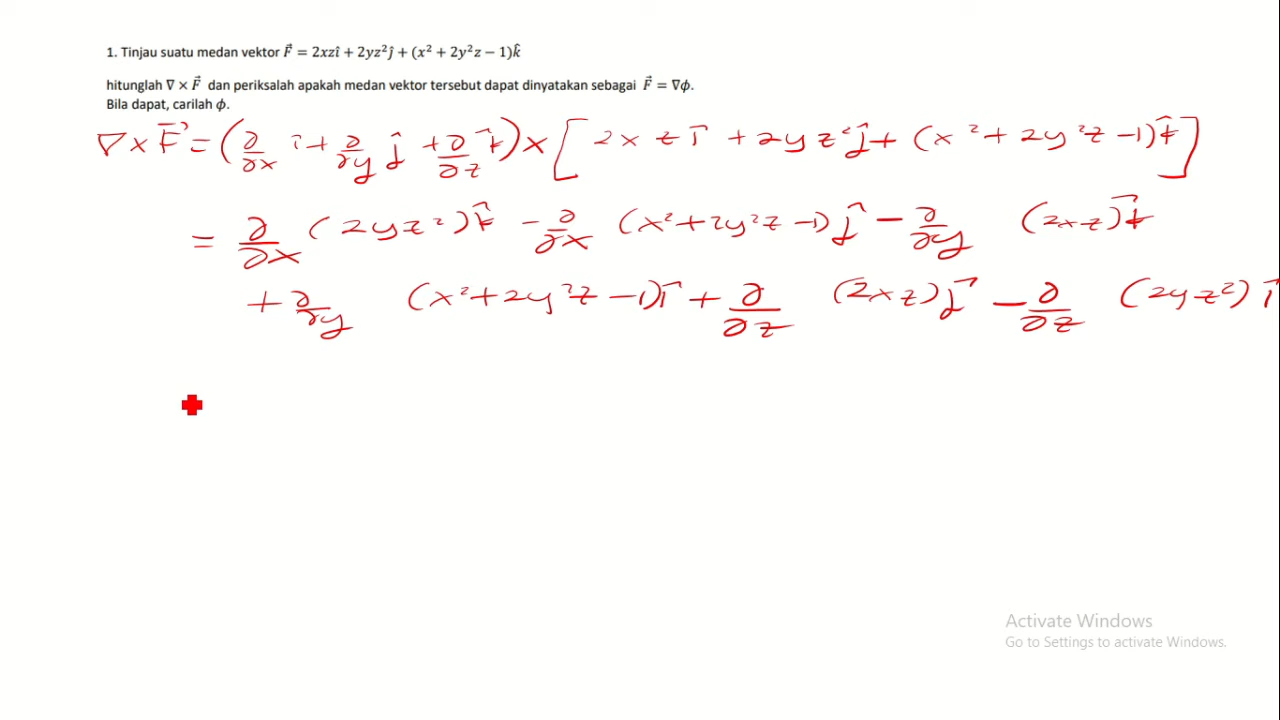 1. Tinjau suatu medan vektor F⃗ = 2xzî + 2yz²ĵ + (x² + 2y²z − 1)k̂
hitunglah ∇ × F⃗ dan periksalah apakah medan vektor tersebut dapat dinyatakan sebagai F⃗ = ∇ϕ.
Bila dapat, carilah ϕ.
∇ × F⃗ = (∂/∂x î + ∂/∂y ĵ + ∂/∂z k̂) × [2xz î + 2yz² ĵ + (x² + 2y²z − 1)k̂]
= ∂/∂x (2yz²)k̂ − ∂/∂x (x² + 2y²z − 1)ĵ − ∂/∂y (2xz)k̂
+ ∂/∂y (x² + 2y²z − 1)î + ∂/∂z (2xz)ĵ − ∂/∂z (2yz²) î
Activate Windows
Go to Settings to activate Windows.